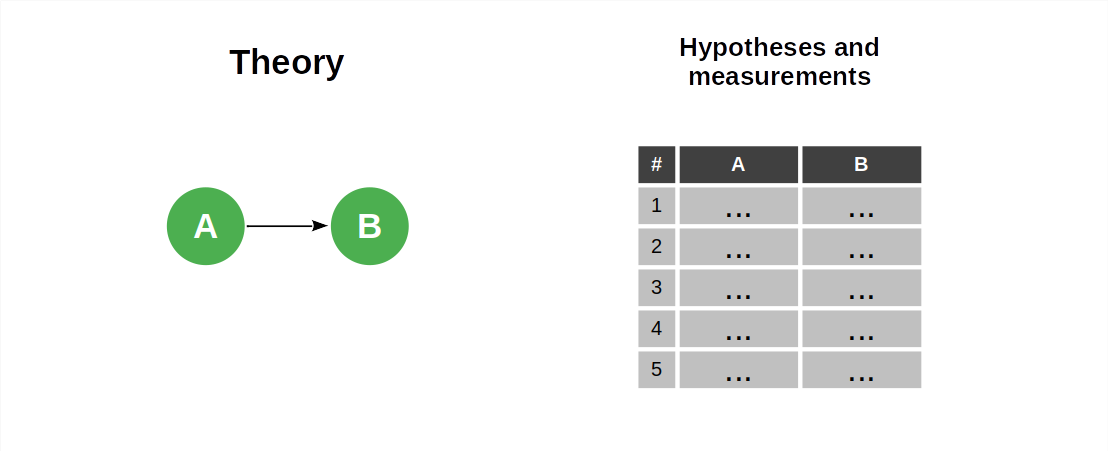 Theory
Hypotheses and
measurements
A
B
# A B
1 ... ...
2 ... ...
3 ... ...
4 ... ...
5 ... ...